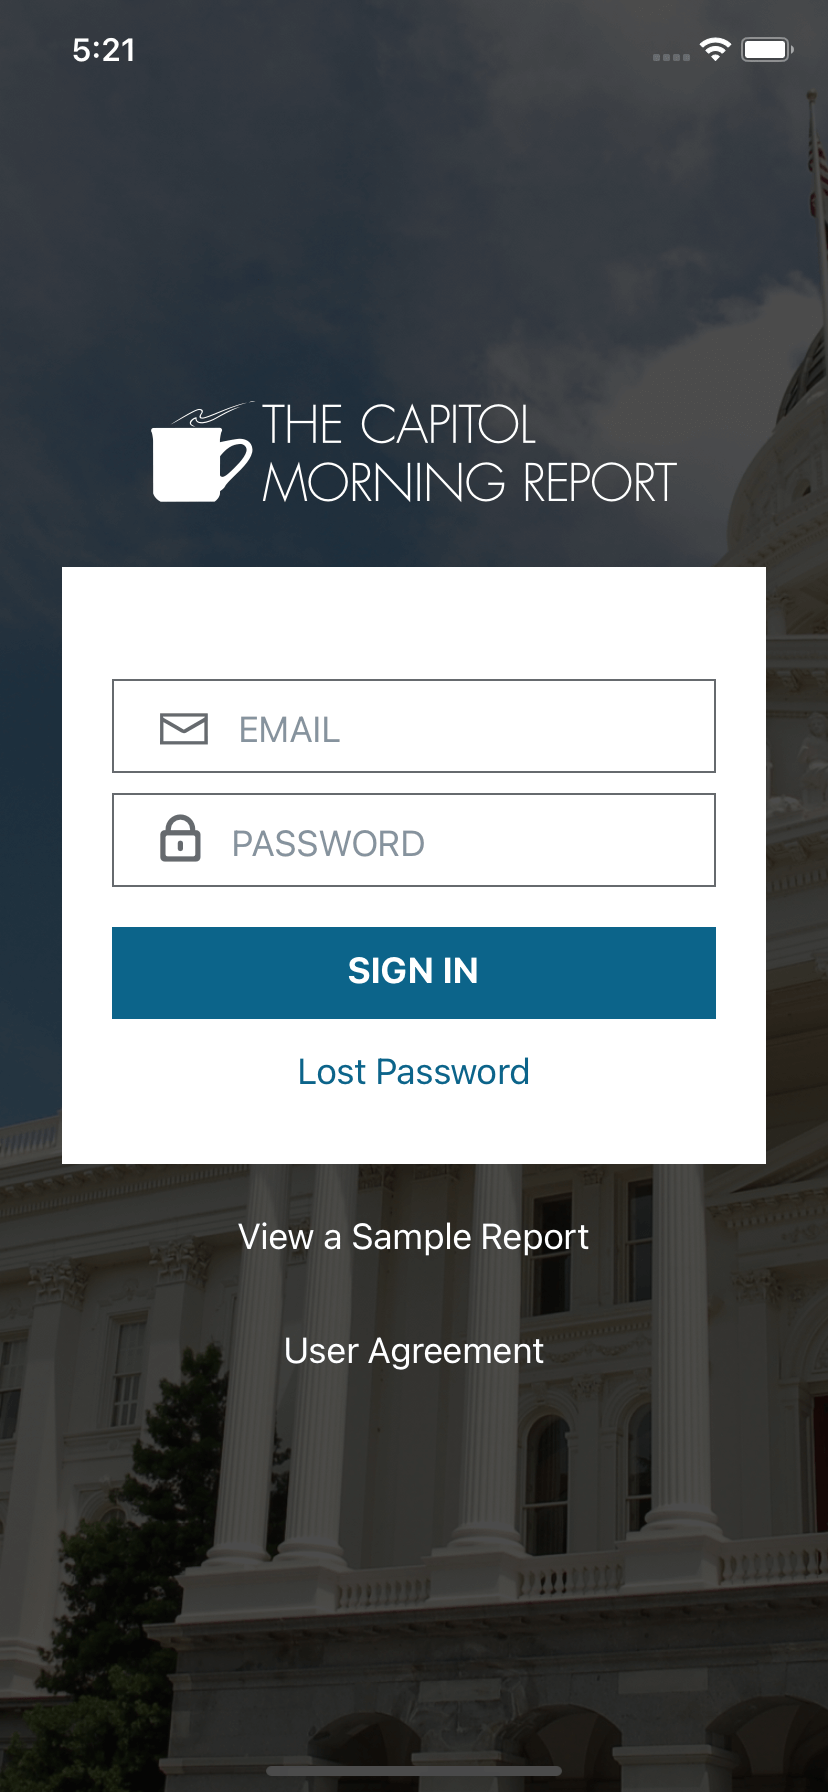 5:21
THE CAPITOL
MORNING REPORT
EMAIL
PASSWORD
SIGN IN
Lost Password
View a Sample Report
User Agreement